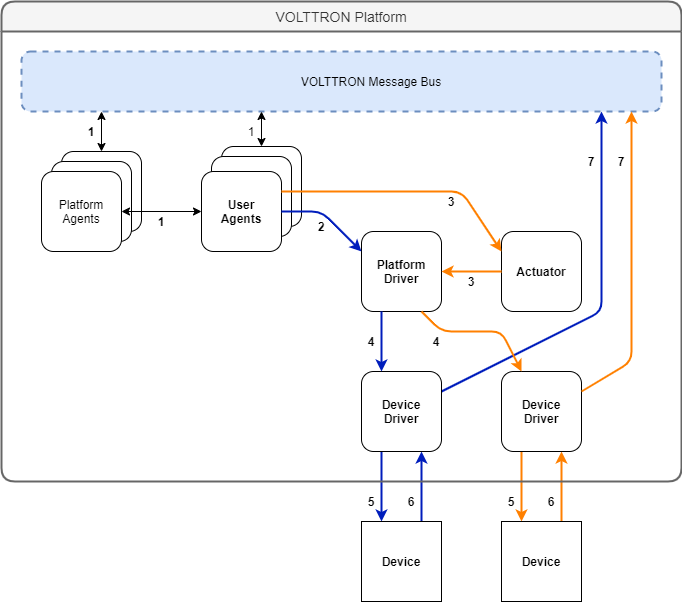 VOLTTRON Platform
VOLTTRON Message Bus
1
1
7
7
Platform
Agents
1
User
Agents
3
2
Platform
Driver
3
Actuator
4
4
Device
Driver
Device
Driver
5
6
5
6
Device
Device